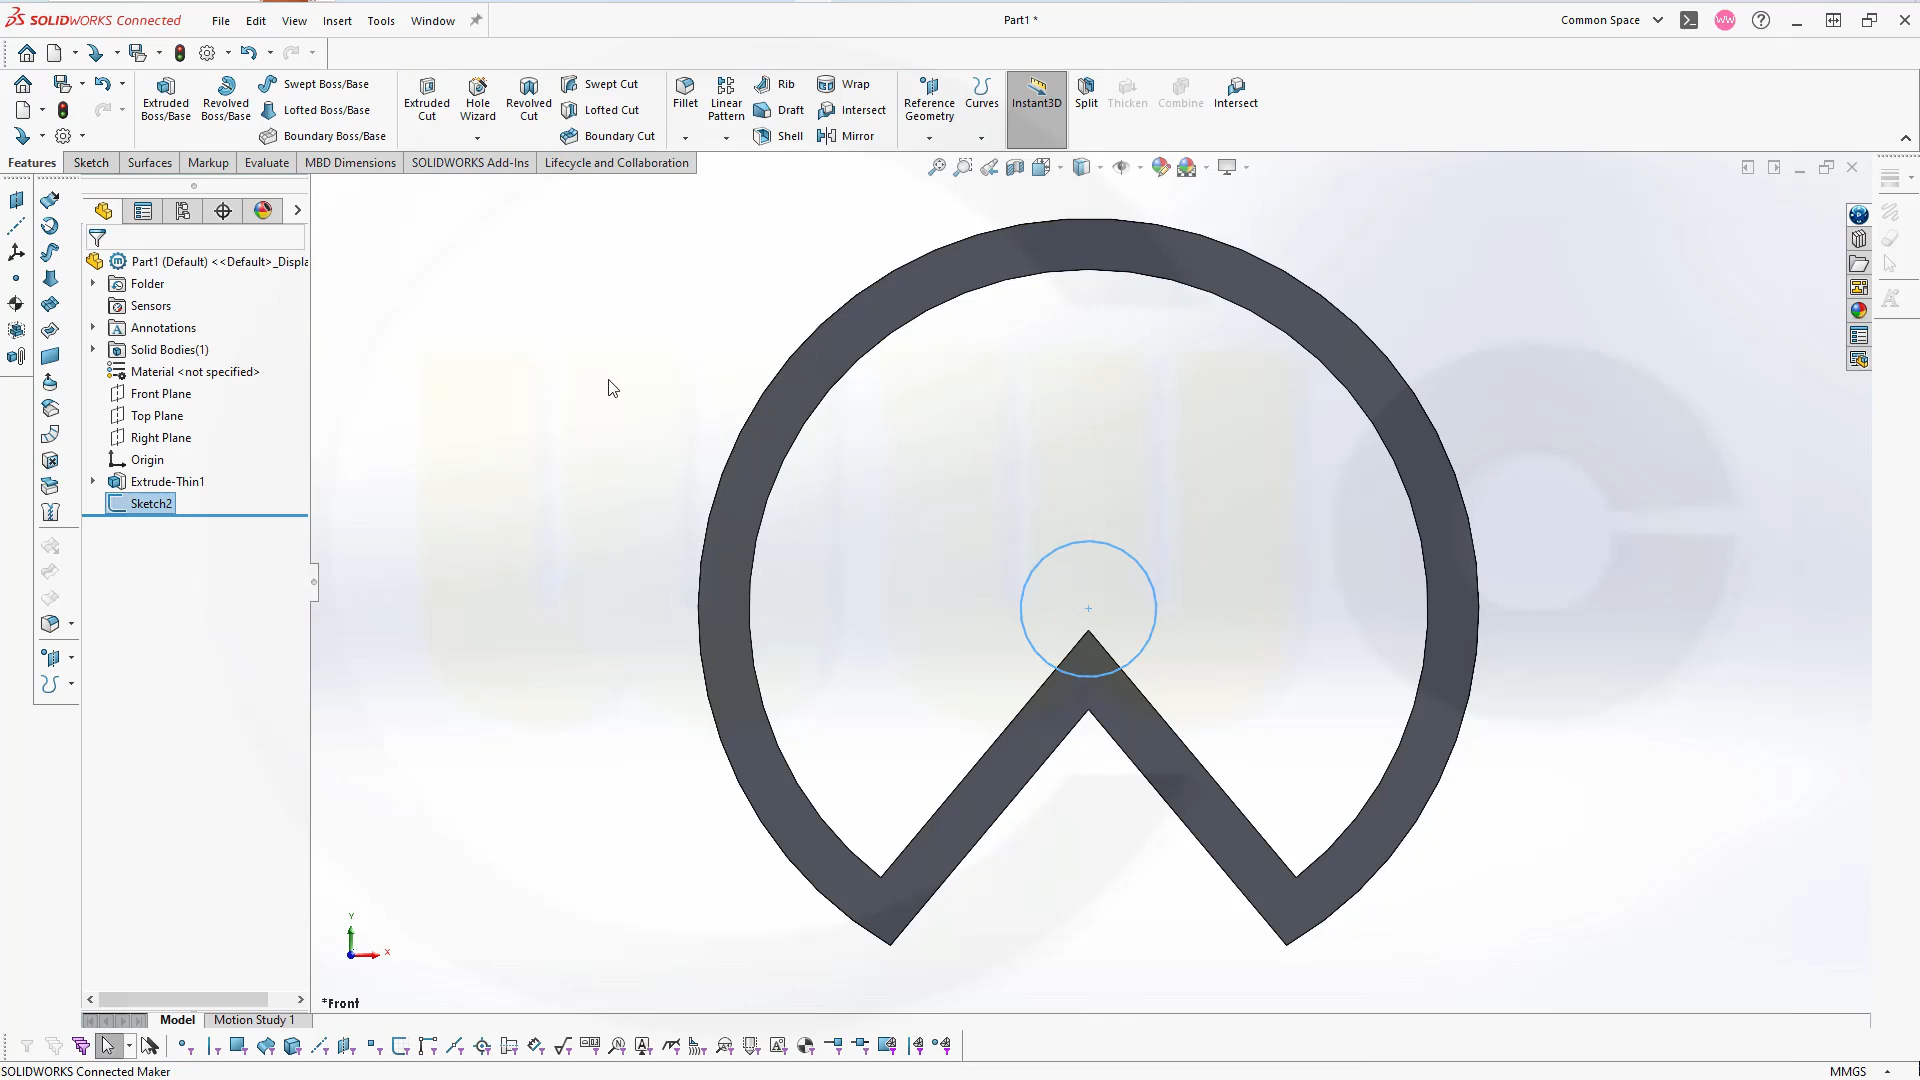 SOLIDWORKS Connected
File Edit View Insert Tools Window
Part1 *
Common Space
WW
Extruded Boss/Base
Revolved Boss/Base
Swept Boss/Base
Lofted Boss/Base
Boundary Boss/Base
Extruded Cut
Hole Wizard
Revolved Cut
Swept Cut
Lofted Cut
Boundary Cut
Fillet
Linear Pattern
Rib
Draft
Shell
Wrap
Intersect
Mirror
Reference Geometry
Curves
Instant3D
Split
Thicken
Combine
Intersect
Features Sketch Surfaces Markup Evaluate MBD Dimensions SOLIDWORKS Add-Ins Lifecycle and Collaboration
Part1 (Default) <<Default>_Displa
Folder
Sensors
Annotations
Solid Bodies(1)
Material <not specified>
Front Plane
Top Plane
Right Plane
Origin
Extrude-Thin1
Sketch2
Y
X
*Front
Model Motion Study 1
SOLIDWORKS Connected Maker
MMGS